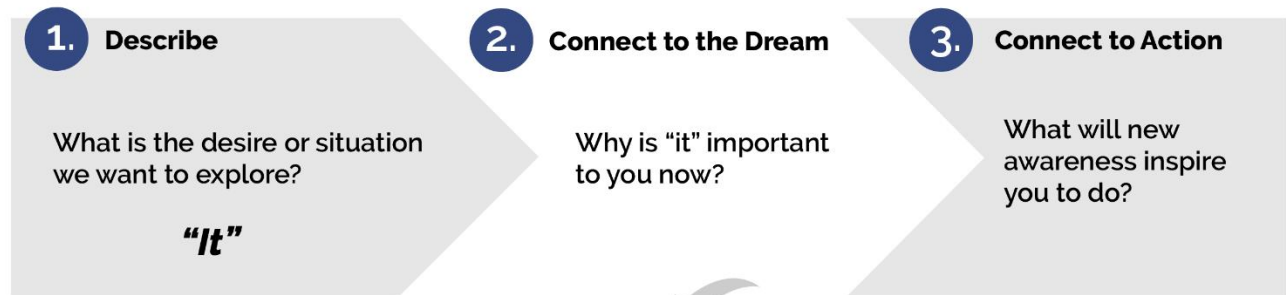 1. Describe
What is the desire or situation
we want to explore?
“It”
2. Connect to the Dream
Why is “it” important
to you now?
3. Connect to Action
What will new
awareness inspire
you to do?